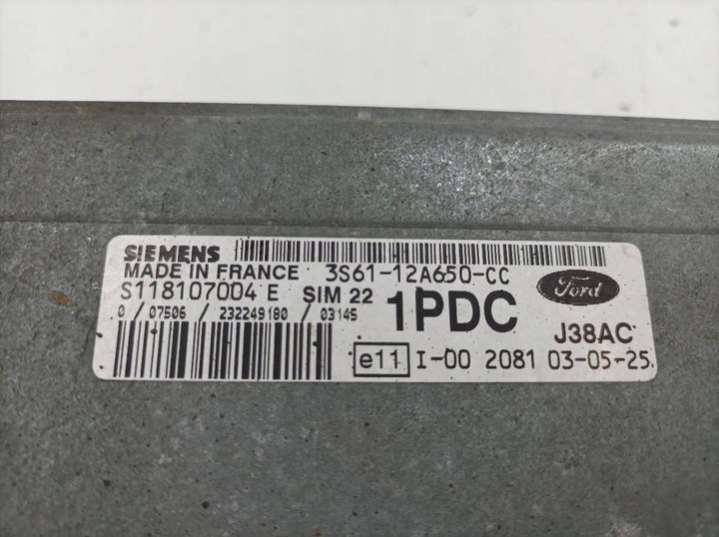 SIEMENS
MADE IN FRANCE 3S61-12A650-CC
S118107004 E SIM 22 1PDC Ford
0 / 07506 / 232249180 / 03145 J38AC
e11 I-00 2081 03-05-25